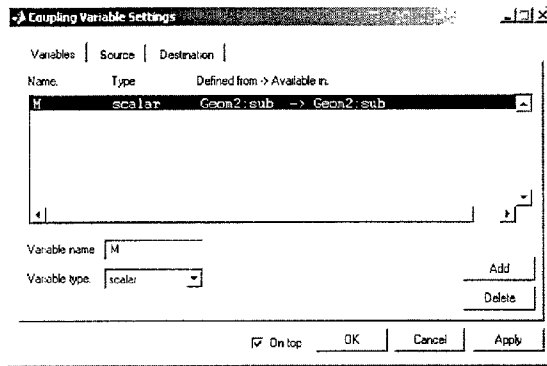 Coupling Variable Settings
Variables Source Destination
Name. Type Defined from -> Available in.
M scalar Geom2:sub -> Geom2:sub
Variable name M
Variable type. scalar
Add
Delete
On top OK Cancel Apply